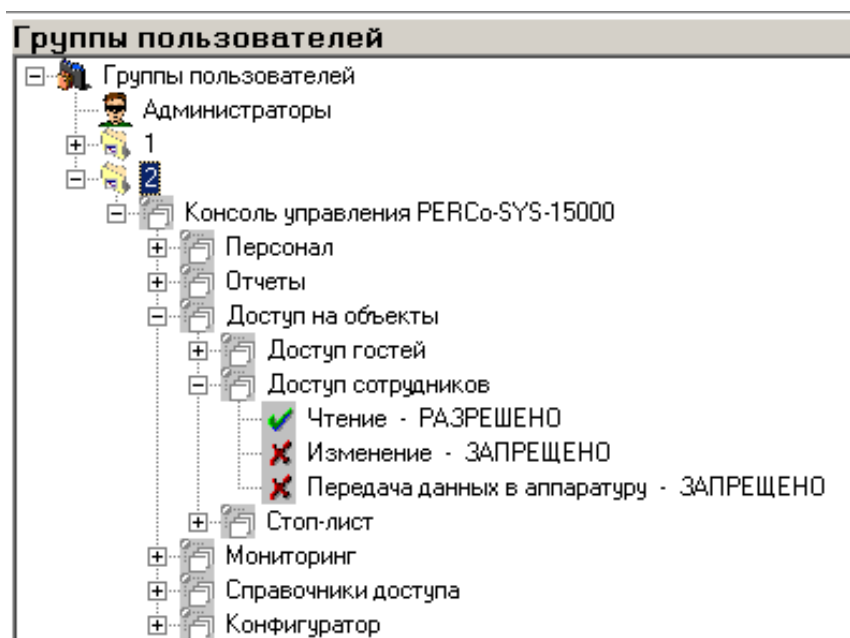 Группы пользователей
Группы пользователей
Администраторы
1
2
Консоль управления PERCo-SYS-15000
Персонал
Отчеты
Доступ на объекты
Доступ гостей
Доступ сотрудников
Чтение - РАЗРЕШЕНО
Изменение - ЗАПРЕЩЕНО
Передача данных в аппаратуру - ЗАПРЕЩЕНО
Стоп-лист
Мониторинг
Справочники доступа
Конфигуратор